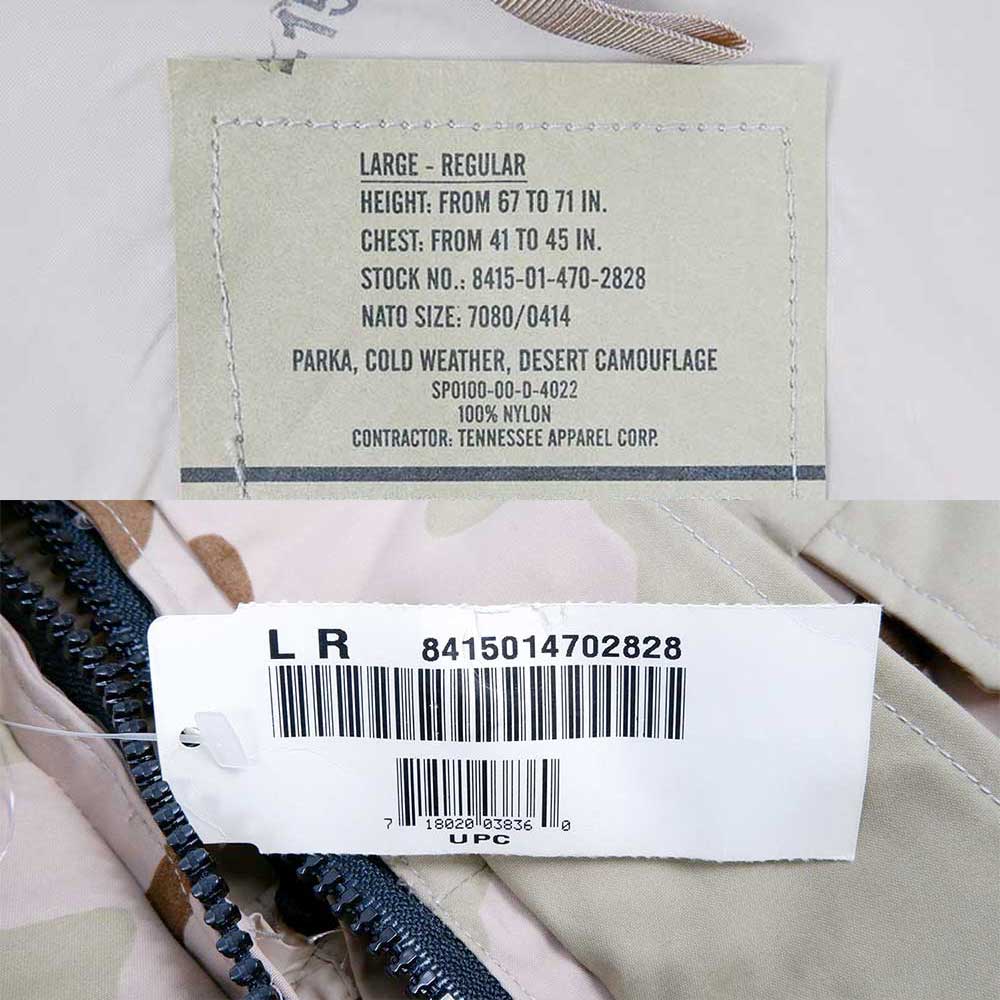 15
LARGE - REGULAR
HEIGHT: FROM 67 TO 71 IN.
CHEST: FROM 41 TO 45 IN.
STOCK NO.: 8415-01-470-2828
NATO SIZE: 7080/0414
PARKA, COLD WEATHER, DESERT CAMOUFLAGE
SPO100-00-D-4022
100% NYLON
CONTRACTOR: TENNESSEE APPAREL CORP.
L R 8415014702828
7 18020 03836 0
UPC